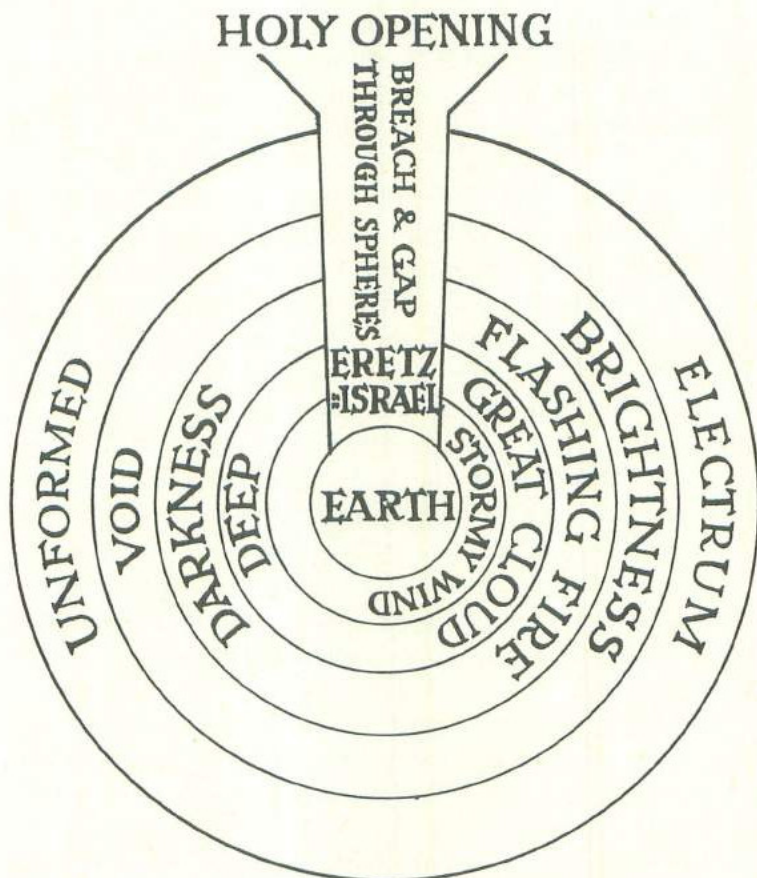 HOLY OPENING
BREACH & GAP
THROUGH SPHERES
ERETZ
=ISRAEL
EARTH
UNFORMED
VOID
DARKNESS
DEEP
STORMY WIND
GREAT CLOUD
FLASHING FIRE
BRIGHTNESS
ELECTRUM